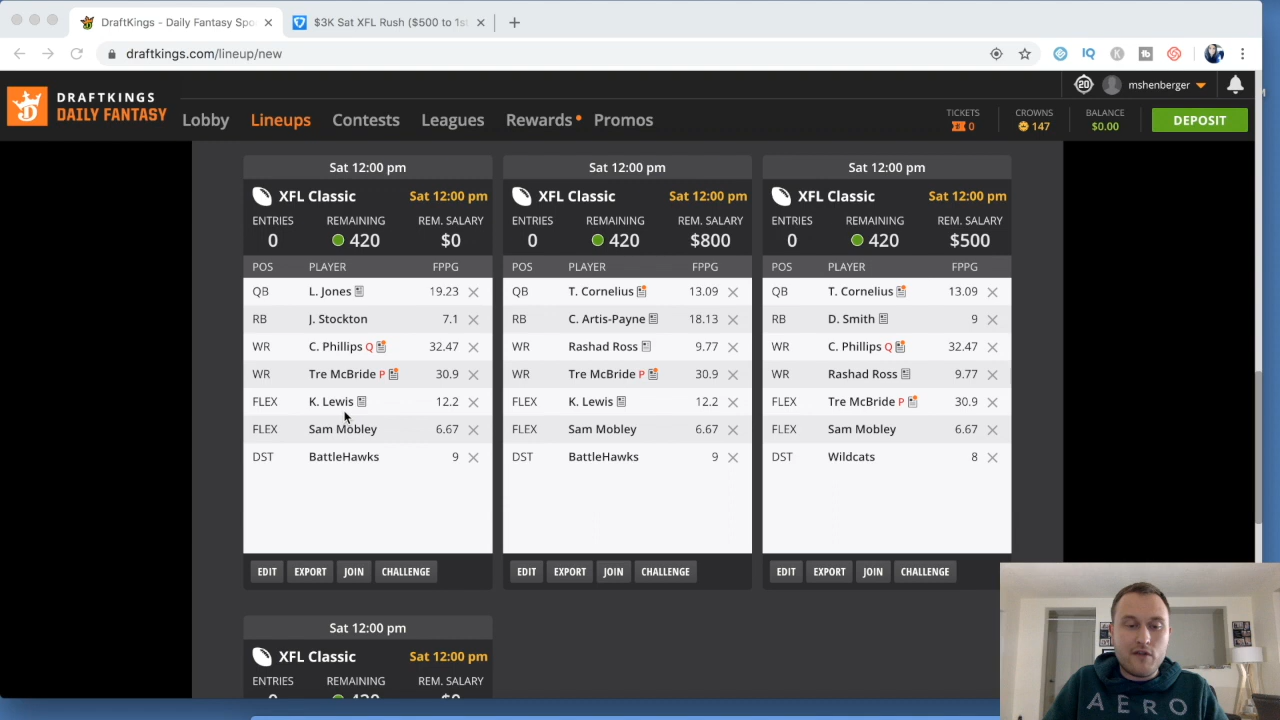 DraftKings - Daily Fantasy Spo
$3K Sat XFL Rush ($500 to 1st
draftkings.com/lineup/new
IQ
K
tb
DRAFTKINGS
DAILY FANTASY
Lobby
Lineups
Contests
Leagues
Rewards
Promos
20
mshenberger
TICKETS
0
CROWNS
147
BALANCE
$0.00
DEPOSIT
Sat 12:00 pm
XFL Classic Sat 12:00 pm
ENTRIES REMAINING REM. SALARY
0 420 $0
POS PLAYER FPPG
QB L. Jones 19.23
RB J. Stockton 7.1
WR C. Phillips Q 32.47
WR Tre McBride P 30.9
FLEX K. Lewis 12.2
FLEX Sam Mobley 6.67
DST BattleHawks 9
EDIT EXPORT JOIN CHALLENGE
Sat 12:00 pm
XFL Classic Sat 12:00 pm
ENTRIES REMAINING REM. SALARY
0 420 $800
POS PLAYER FPPG
QB T. Cornelius 13.09
RB C. Artis-Payne 18.13
WR Rashad Ross 9.77
WR Tre McBride P 30.9
FLEX K. Lewis 12.2
FLEX Sam Mobley 6.67
DST BattleHawks 9
EDIT EXPORT JOIN CHALLENGE
Sat 12:00 pm
XFL Classic Sat 12:00 pm
ENTRIES REMAINING REM. SALARY
0 420 $500
POS PLAYER FPPG
QB T. Cornelius 13.09
RB D. Smith 9
WR C. Phillips Q 32.47
WR Rashad Ross 9.77
FLEX Tre McBride P 30.9
FLEX Sam Mobley 6.67
DST Wildcats 8
EDIT EXPORT JOIN CHALLENGE
Sat 12:00 pm
XFL Classic Sat 12:00 pm
ENTRIES REMAINING REM. SALARY
0 420 $0
AERO